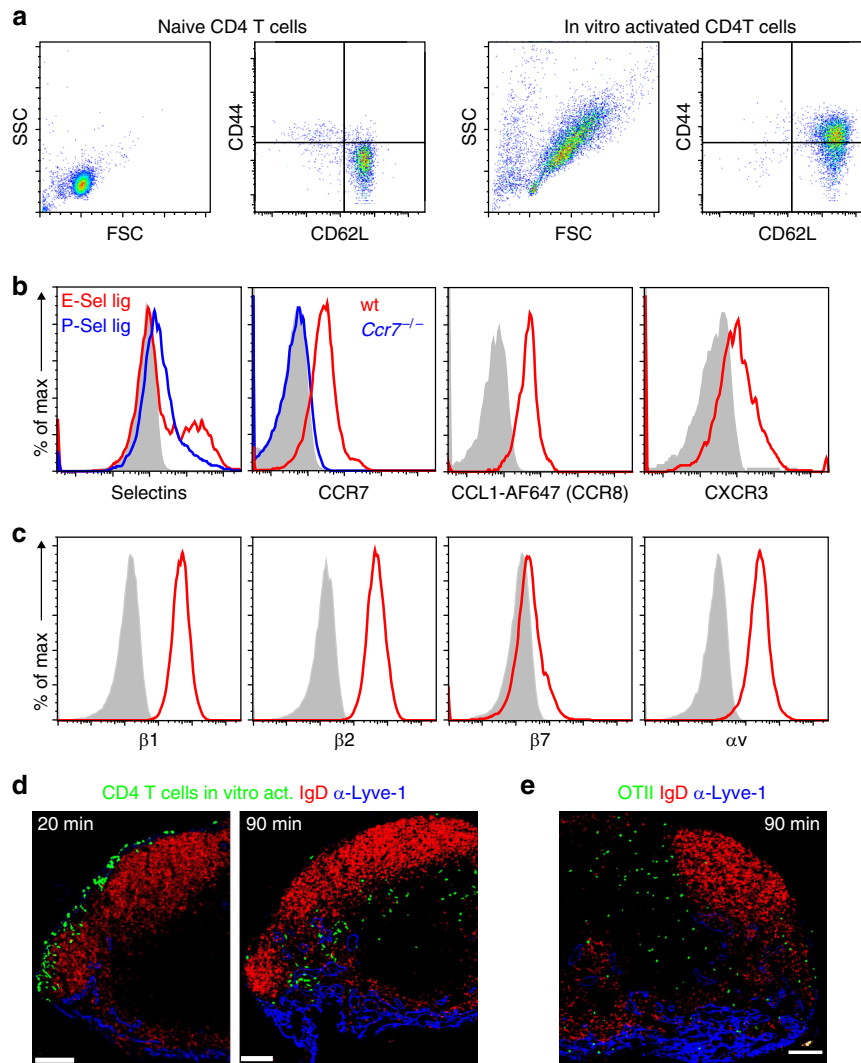 a
Naive CD4 T cells
In vitro activated CD4T cells
SSC
FSC
CD44
CD62L
SSC
FSC
CD44
CD62L
b
% of max
E-Sel lig
P-Sel lig
Selectins
wt
Ccr7−/−
CCR7
CCL1-AF647 (CCR8)
CXCR3
c
% of max
β1
β2
β7
αv
d
CD4 T cells in vitro act. IgD α-Lyve-1
20 min
90 min
e
OTII IgD α-Lyve-1
90 min